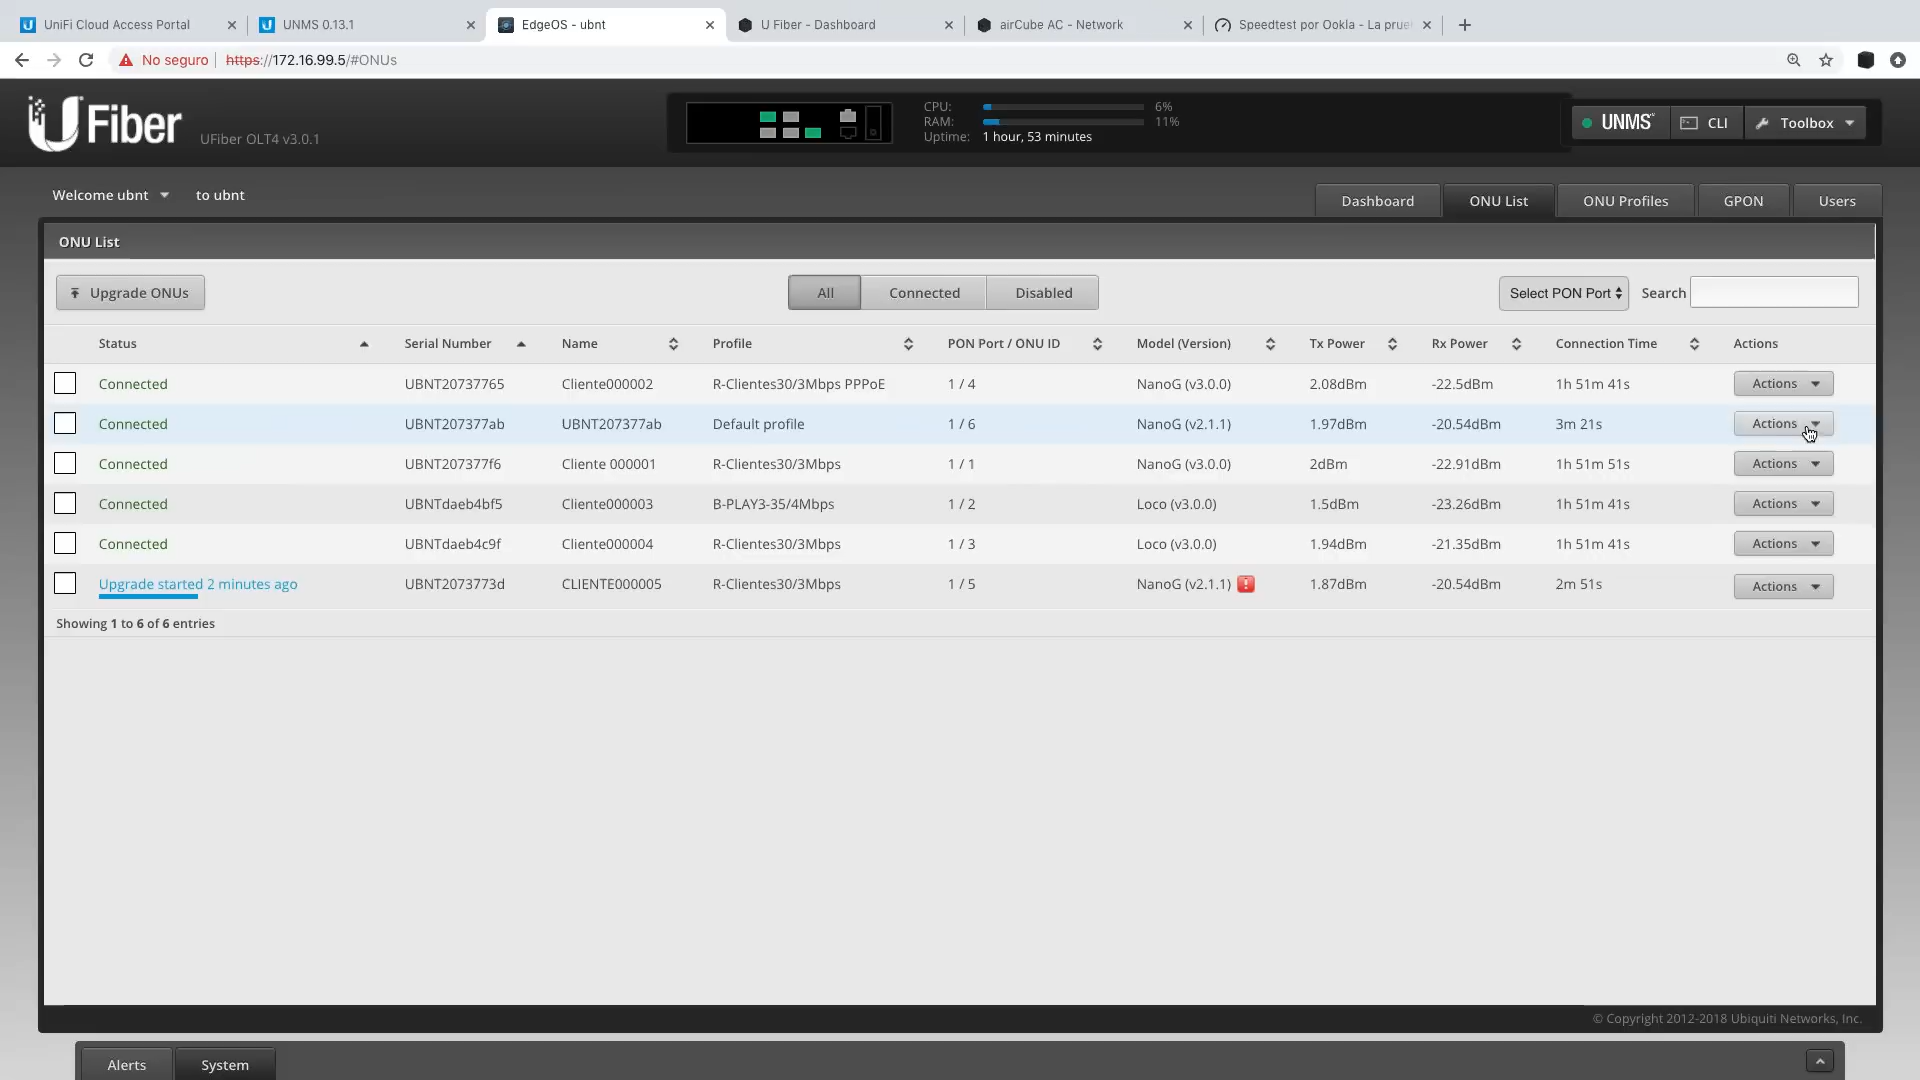 UniFi Cloud Access Portal
UNMS 0.13.1
EdgeOS - ubnt
U Fiber - Dashboard
airCube AC - Network
Speedtest por Ookla - La prue
No seguro
https://172.16.99.5/#ONUs
U Fiber
UFiber OLT4 v3.0.1
CPU: 6%
RAM: 11%
Uptime: 1 hour, 53 minutes
UNMS
CLI
Toolbox
Welcome ubnt to ubnt
Dashboard
ONU List
ONU Profiles
GPON
Users
ONU List
Upgrade ONUs
All
Connected
Disabled
Select PON Port
Search
Status Serial Number Name Profile PON Port / ONU ID Model (Version) Tx Power Rx Power Connection Time Actions
Connected UBNT20737765 Cliente000002 R-Clientes30/3Mbps PPPoE 1 / 4 NanoG (v3.0.0) 2.08dBm -22.5dBm 1h 51m 41s Actions
Connected UBNT207377ab UBNT207377ab Default profile 1 / 6 NanoG (v2.1.1) 1.97dBm -20.54dBm 3m 21s Actions
Connected UBNT207377f6 Cliente 000001 R-Clientes30/3Mbps 1 / 1 NanoG (v3.0.0) 2dBm -22.91dBm 1h 51m 51s Actions
Connected UBNTdaeb4bf5 Cliente000003 B-PLAY3-35/4Mbps 1 / 2 Loco (v3.0.0) 1.5dBm -23.26dBm 1h 51m 41s Actions
Connected UBNTdaeb4c9f Cliente000004 R-Clientes30/3Mbps 1 / 3 Loco (v3.0.0) 1.94dBm -21.35dBm 1h 51m 41s Actions
Upgrade started 2 minutes ago UBNT2073773d CLIENTE000005 R-Clientes30/3Mbps 1 / 5 NanoG (v2.1.1) 1.87dBm -20.54dBm 2m 51s Actions
Showing 1 to 6 of 6 entries
© Copyright 2012-2018 Ubiquiti Networks, Inc.
Alerts
System